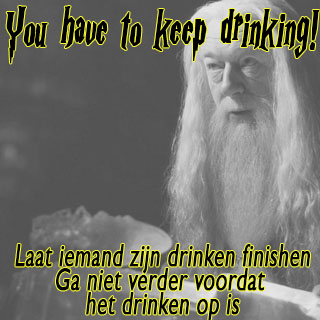 You have to keep drinking!
Laat iemand zijn drinken finishen
Ga niet verder voordat
het drinken op is